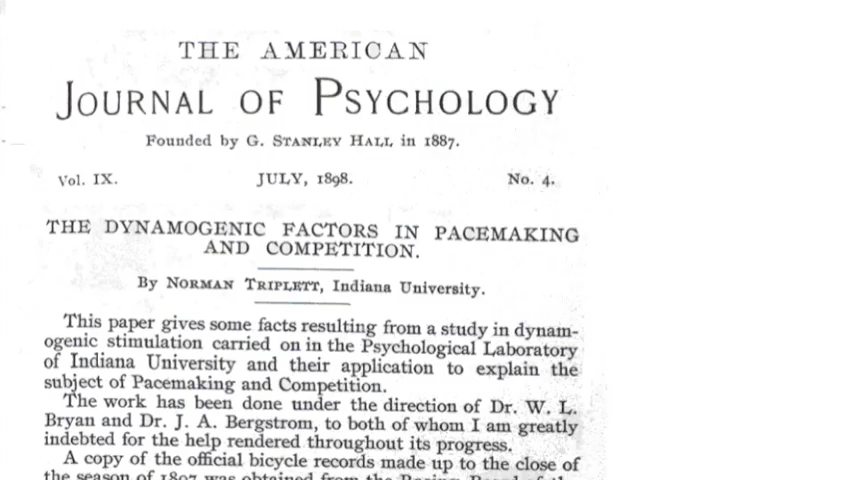 THE AMERICAN
JOURNAL OF PSYCHOLOGY
Founded by G. STANLEY HALL in 1887.
Vol. IX. JULY, 1898. No. 4.
THE DYNAMOGENIC FACTORS IN PACEMAKING
AND COMPETITION.
By NORMAN TRIPLETT, Indiana University.
This paper gives some facts resulting from a study in dynam-
ogenic stimulation carried on in the Psychological Laboratory
of Indiana University and their application to explain the
subject of Pacemaking and Competition.
The work has been done under the direction of Dr. W. L.
Bryan and Dr. J. A. Bergstrom, to both of whom I am greatly
indebted for the help rendered throughout its progress.
A copy of the official bicycle records made up to the close of
the season of 1897 was obtained from the Racing Board of the